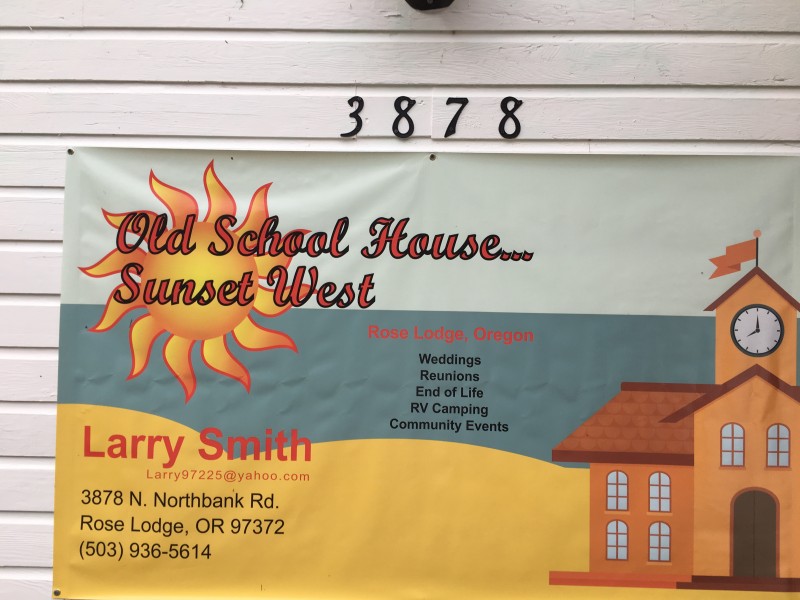 3878
Old School House...
Sunset West
Rose Lodge, Oregon
Weddings
Reunions
End of Life
RV Camping
Community Events
Larry Smith
Larry97225@yahoo.com
3878 N. Northbank Rd.
Rose Lodge, OR 97372
(503) 936-5614